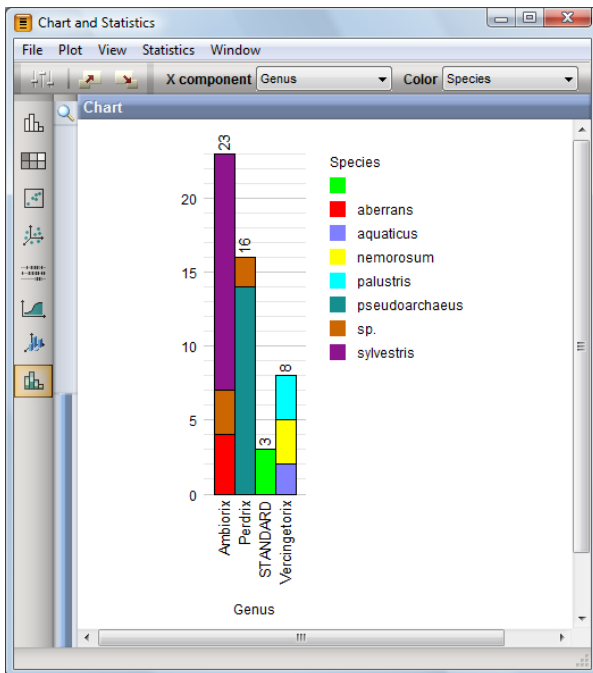 Chart and Statistics
File Plot View Statistics Window
X component Genus Color Species
Chart
23
16
3
8
20
15
10
5
0
Ambiorix
Perdrix
STANDARD
Vercingetorix
Genus
Species
aberrans
aquaticus
nemorosum
palustris
pseudoarchaeus
sp.
sylvestris